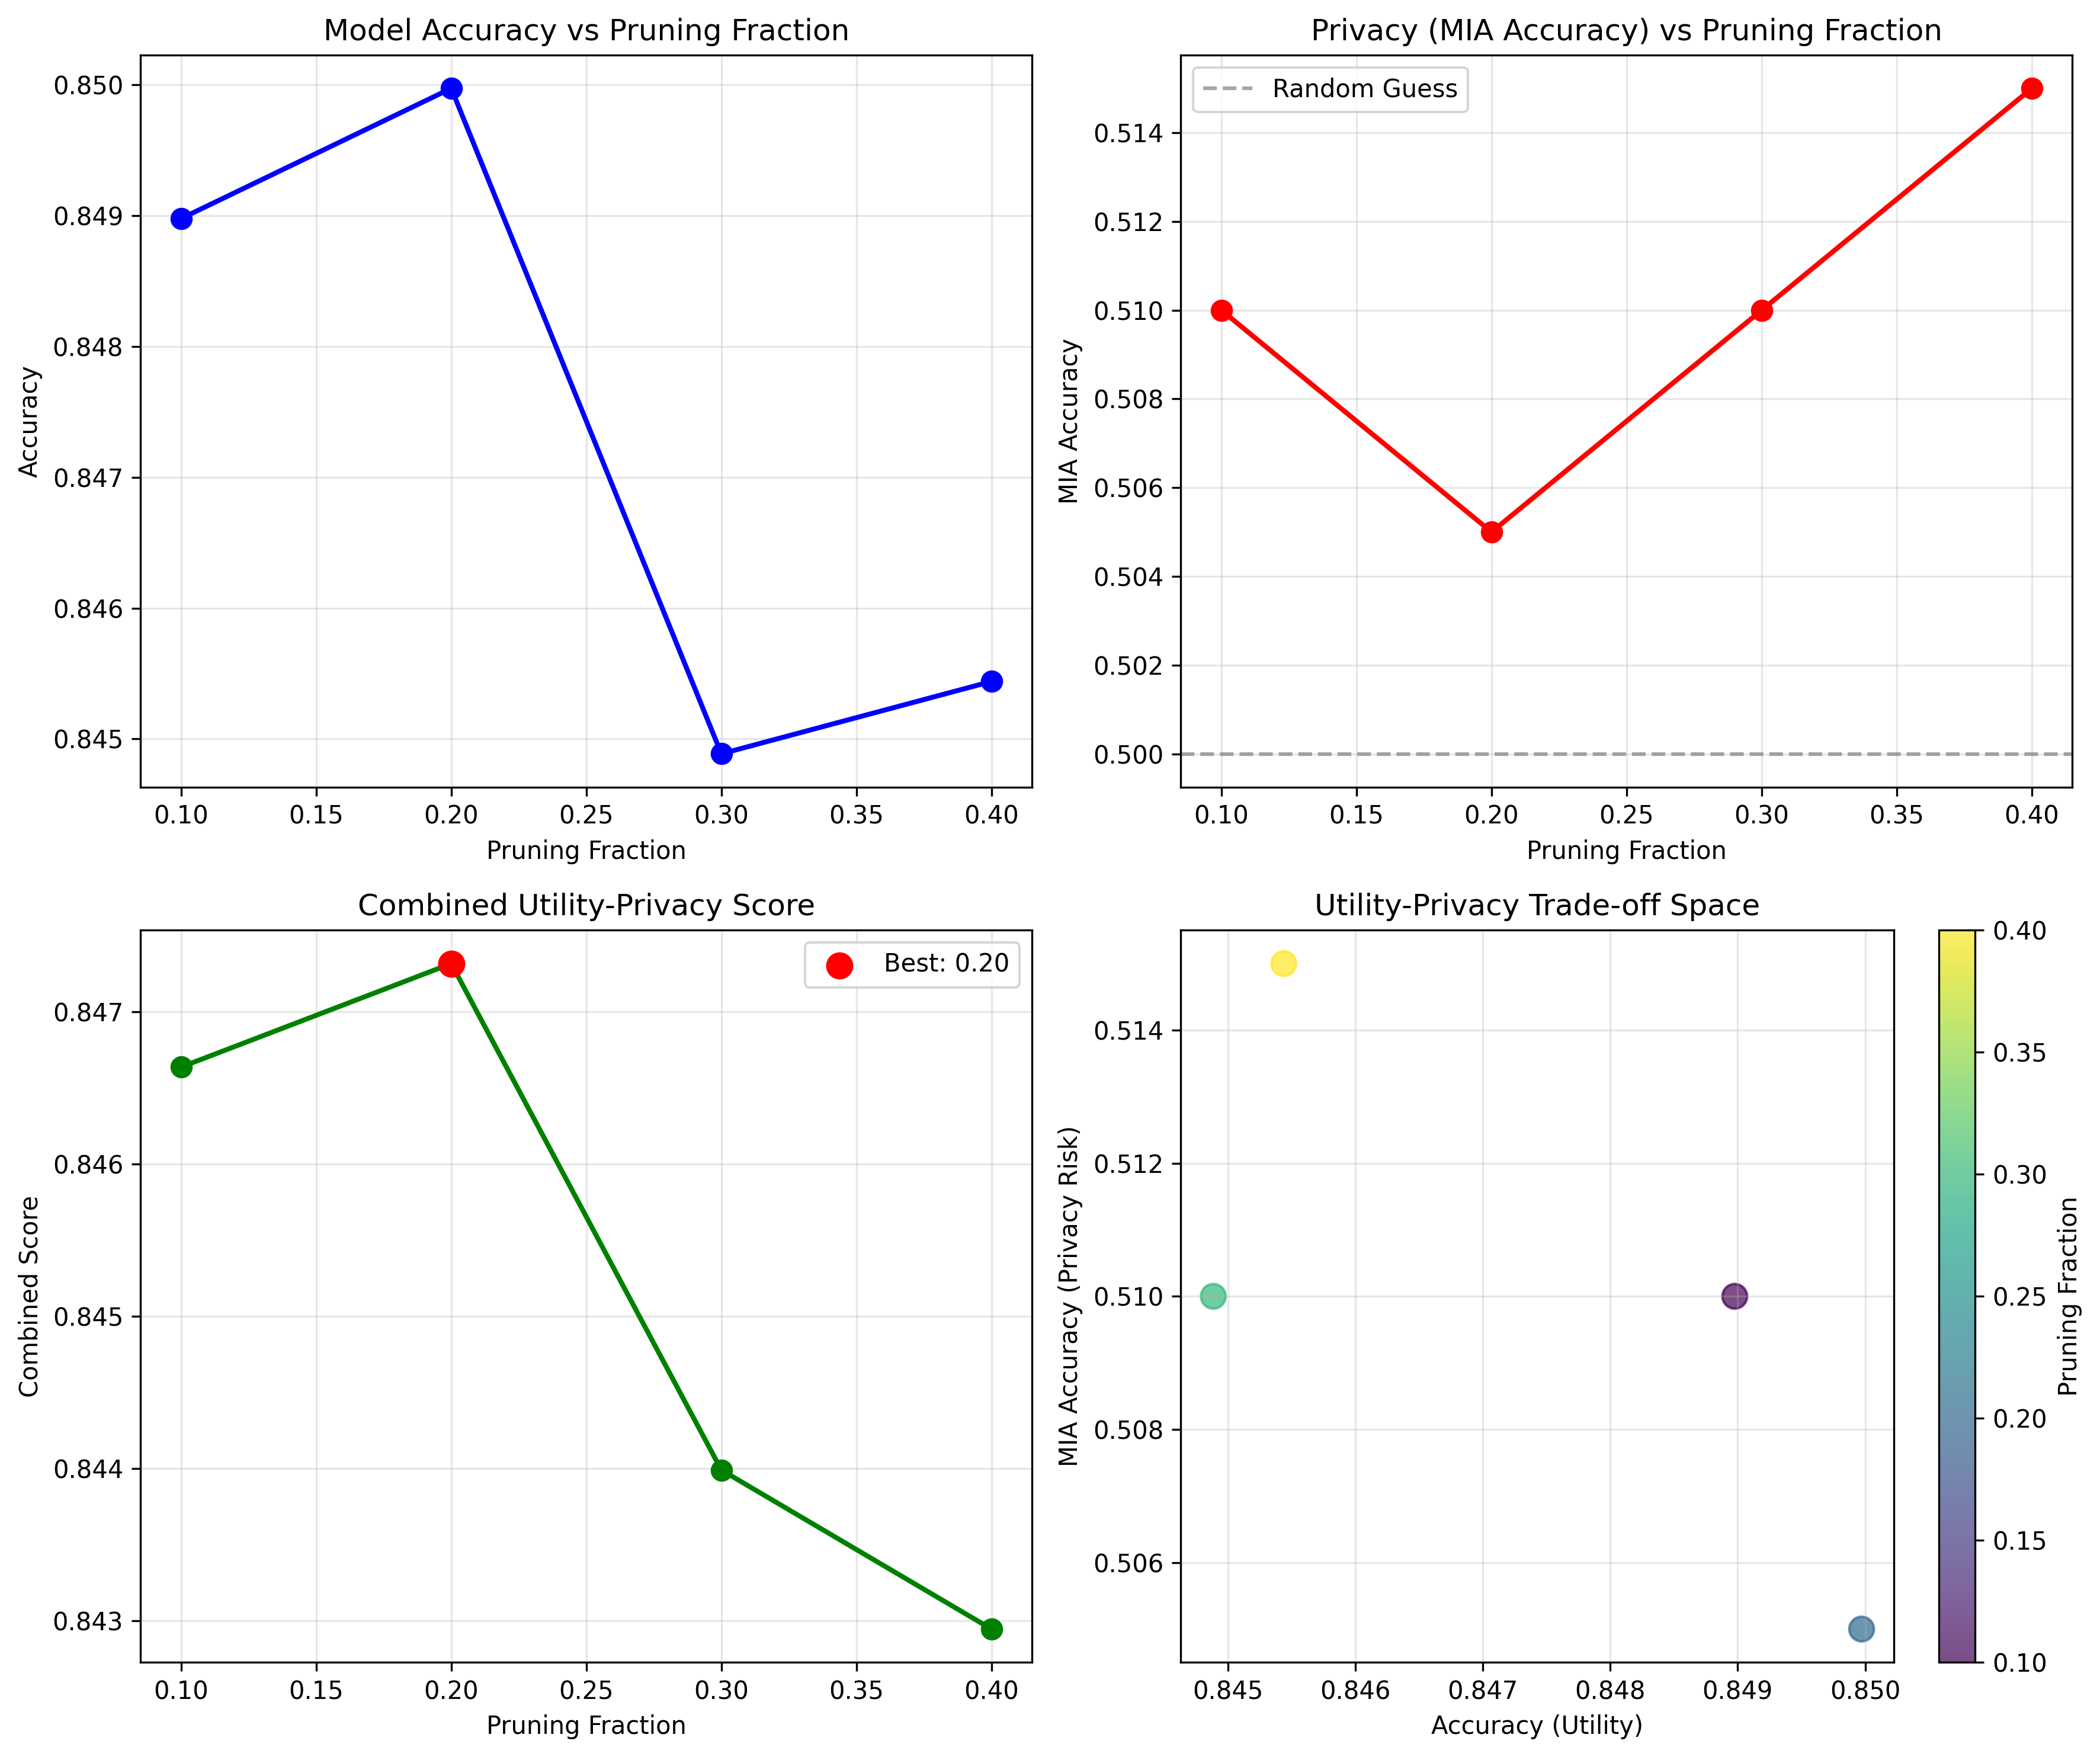 Model Accuracy vs Pruning Fraction
0.850
0.849
0.848
0.847
0.846
0.845
Accuracy
0.10 0.15 0.20 0.25 0.30 0.35 0.40
Pruning Fraction
Privacy (MIA Accuracy) vs Pruning Fraction
Random Guess
0.514
0.512
0.510
0.508
0.506
0.504
0.502
0.500
MIA Accuracy
0.10 0.15 0.20 0.25 0.30 0.35 0.40
Pruning Fraction
Combined Utility-Privacy Score
Best: 0.20
0.847
0.846
0.845
0.844
0.843
Combined Score
0.10 0.15 0.20 0.25 0.30 0.35 0.40
Pruning Fraction
Utility-Privacy Trade-off Space
0.514
0.512
0.510
0.508
0.506
MIA Accuracy (Privacy Risk)
0.845 0.846 0.847 0.848 0.849 0.850
Accuracy (Utility)
0.40
0.35
0.30
0.25
0.20
0.15
0.10
Pruning Fraction